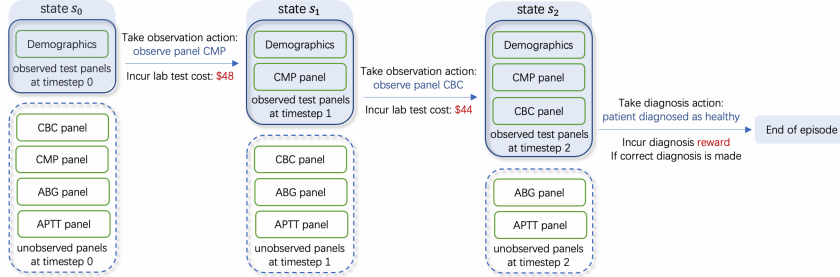 state s₀
Demographics
observed test panels
at timestep 0
CBC panel
CMP panel
ABG panel
APTT panel
unobserved panels
at timestep 0
Take observation action:
observe panel CMP
Incur lab test cost: $48
state s₁
Demographics
CMP panel
observed test panels
at timestep 1
CBC panel
ABG panel
APTT panel
unobserved panels
at timestep 1
Take observation action:
observe panel CBC
Incur lab test cost: $44
state s₂
Demographics
CMP panel
CBC panel
observed test panels
at timestep 2
ABG panel
APTT panel
unobserved panels
at timestep 2
Take diagnosis action:
patient diagnosed as healthy
Incur diagnosis reward
If correct diagnosis is made
End of episode